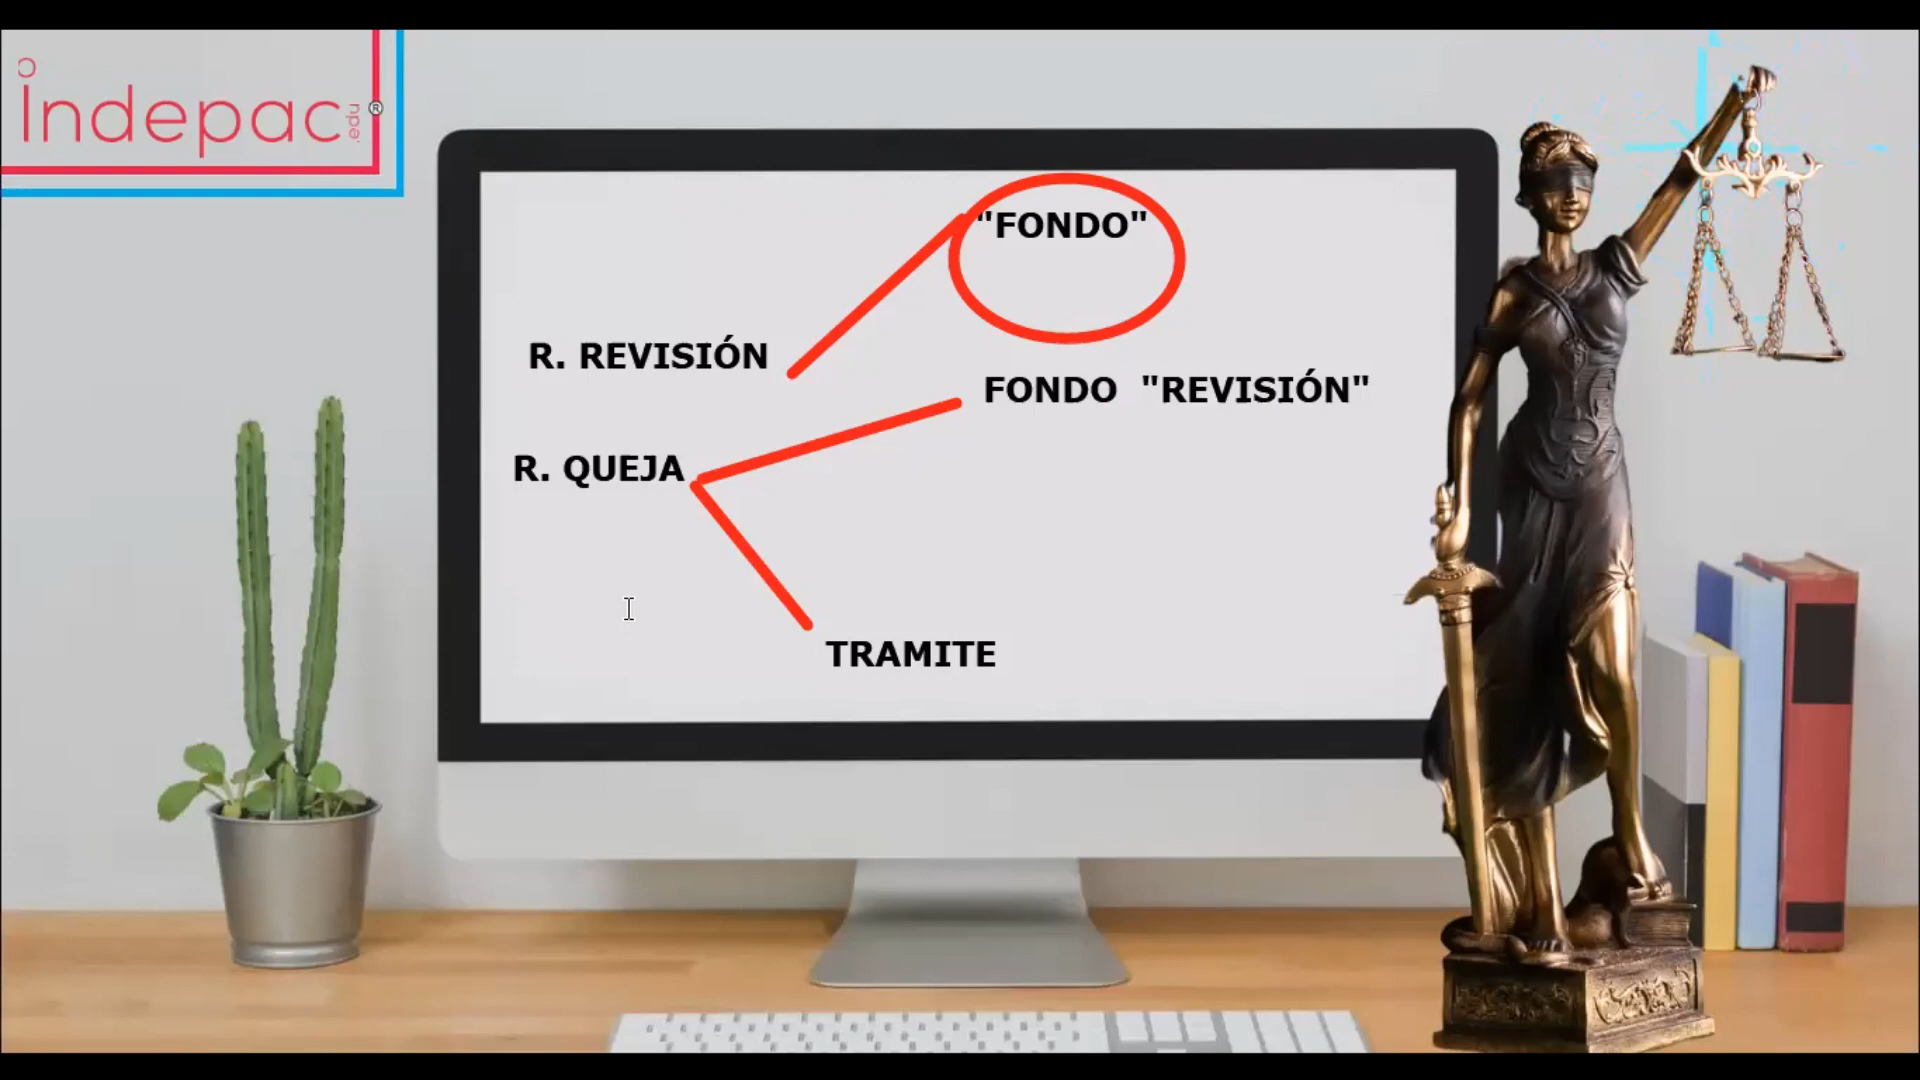 Indepac
.edu
®
"FONDO"
R. REVISIÓN
FONDO "REVISIÓN"
R. QUEJA
TRAMITE